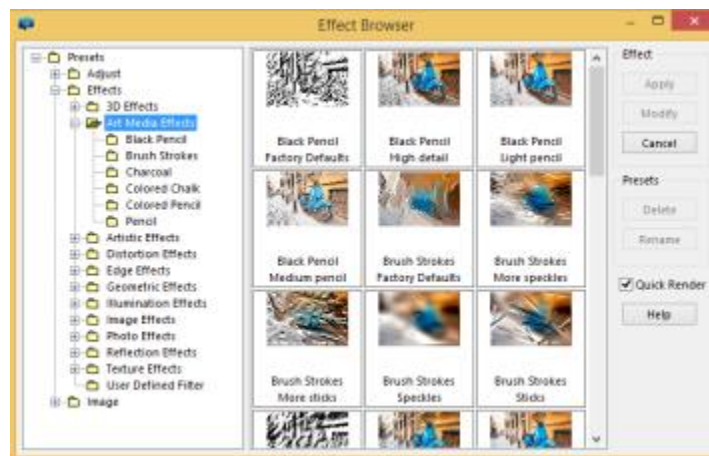 Effect Browser
Presets
Adjust
Effects
3D Effects
Art Media Effects
Black Pencil
Brush Strokes
Charcoal
Colored Chalk
Colored Pencil
Pencil
Artistic Effects
Distortion Effects
Edge Effects
Geometric Effects
Illumination Effects
Image Effects
Photo Effects
Reflection Effects
Texture Effects
User Defined Filter
Image
Black Pencil
Factory Defaults
Black Pencil
High detail
Black Pencil
Light pencil
Black Pencil
Medium pencil
Brush Strokes
Factory Defaults
Brush Strokes
More speckles
Brush Strokes
More sticks
Brush Strokes
Speckles
Brush Strokes
Sticks
Effect
Apply
Modify
Cancel
Presets
Delete
Rename
Quick Render
Help